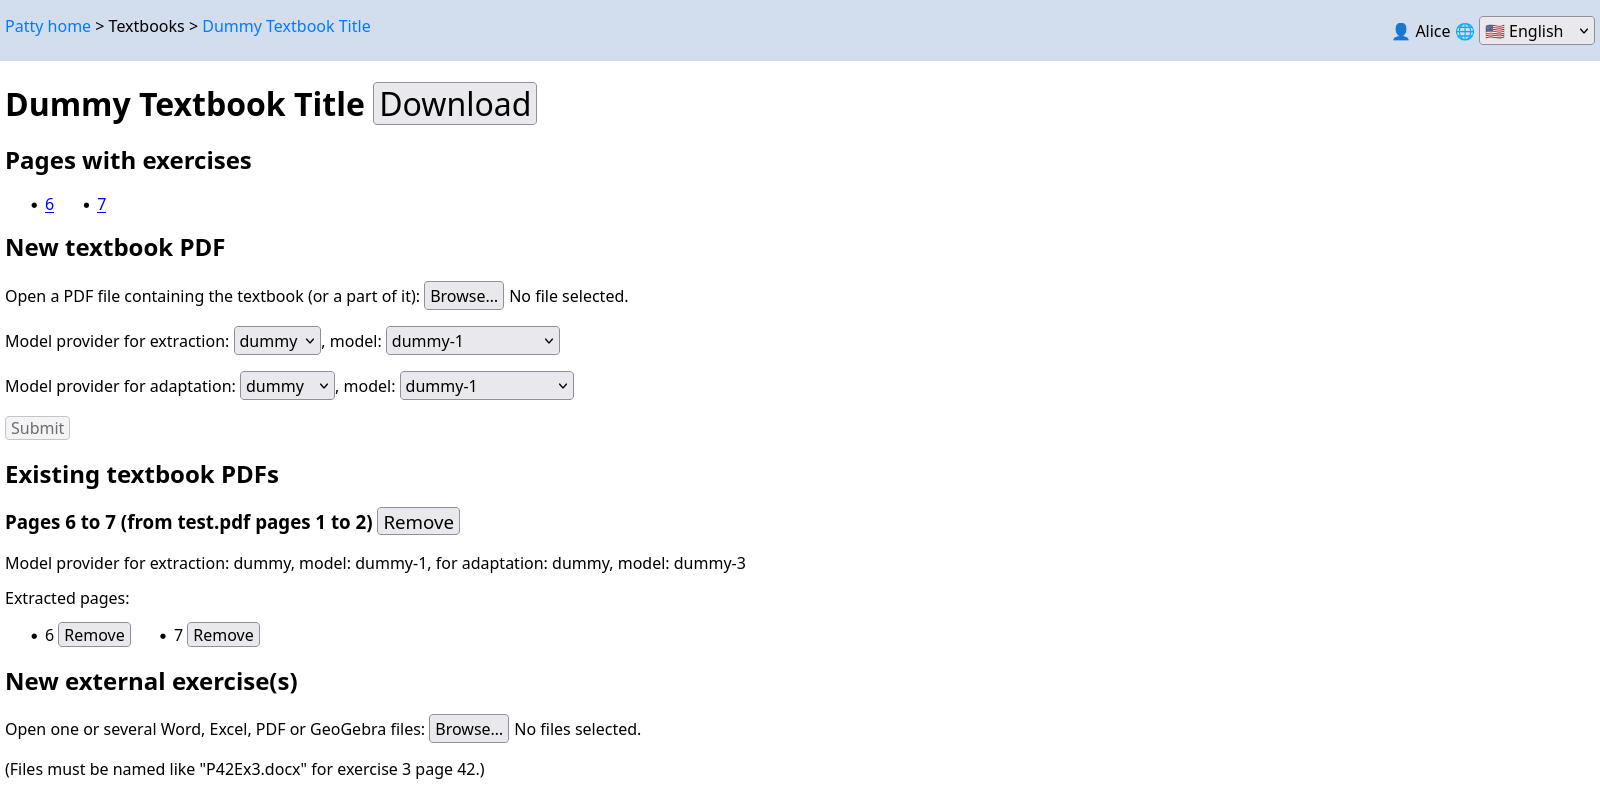 Patty home > Textbooks > Dummy Textbook Title
👤 Alice 🌐 🇺🇸 English
Dummy Textbook Title Download
Pages with exercises
• 6 • 7
New textbook PDF
Open a PDF file containing the textbook (or a part of it): Browse... No file selected.
Model provider for extraction: dummy, model: dummy-1
Model provider for adaptation: dummy, model: dummy-1
Submit
Existing textbook PDFs
Pages 6 to 7 (from test.pdf pages 1 to 2) Remove
Model provider for extraction: dummy, model: dummy-1, for adaptation: dummy, model: dummy-3
Extracted pages:
• 6 Remove • 7 Remove
New external exercise(s)
Open one or several Word, Excel, PDF or GeoGebra files: Browse... No files selected.
(Files must be named like "P42Ex3.docx" for exercise 3 page 42.)